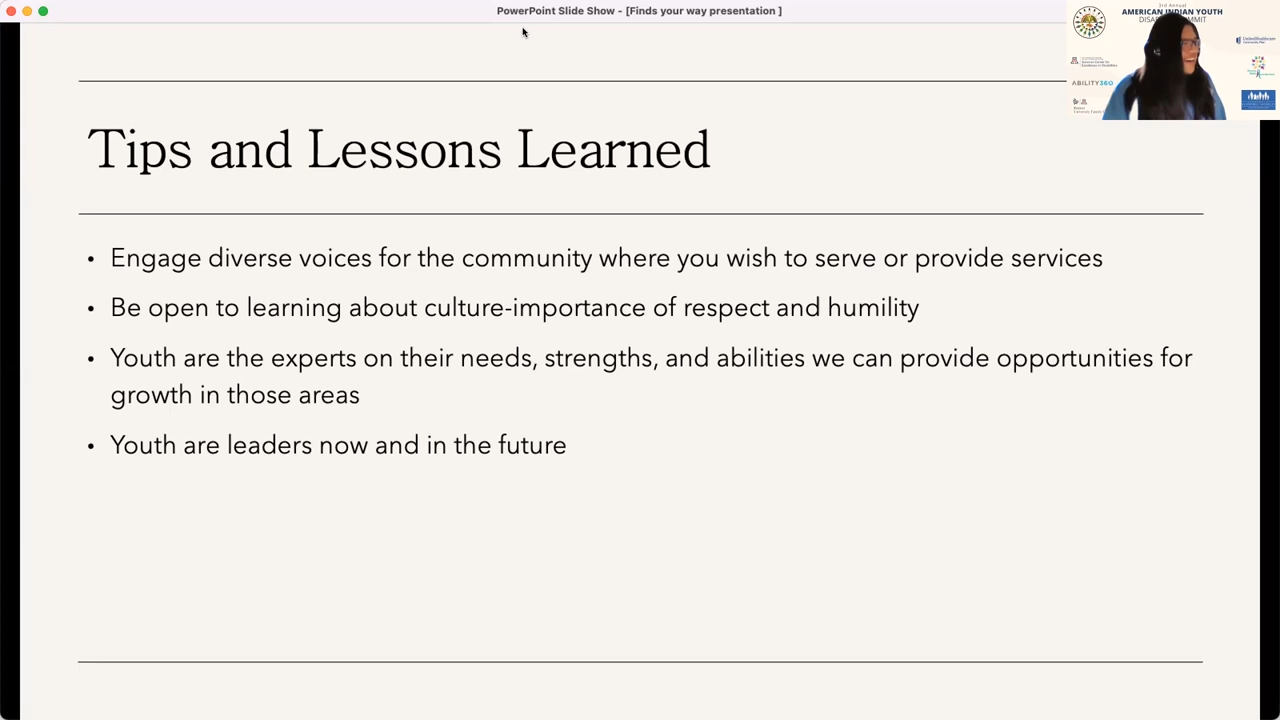 PowerPoint Slide Show - [Finds your way presentation ]
3rd Annual
AMERICAN INDIAN YOUTH
ABILITY360
Tips and Lessons Learned
• Engage diverse voices for the community where you wish to serve or provide services
• Be open to learning about culture-importance of respect and humility
• Youth are the experts on their needs, strengths, and abilities we can provide opportunities for
growth in those areas
• Youth are leaders now and in the future